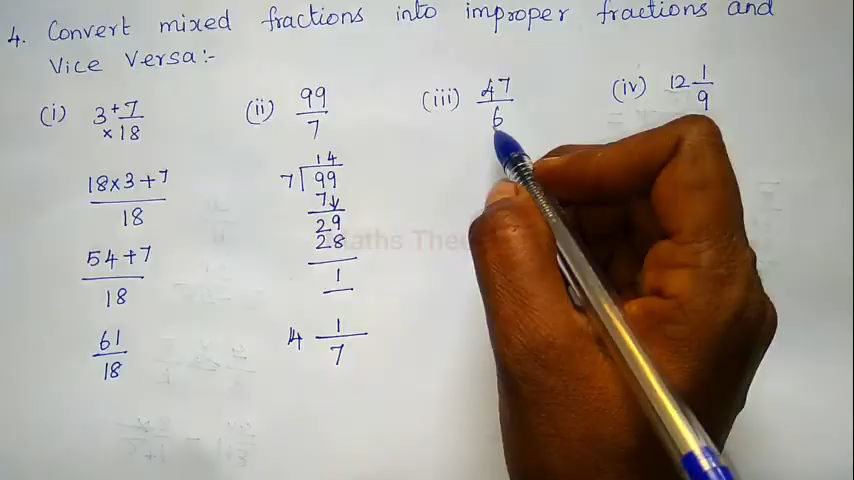 4. Convert mixed fractions into improper fractions and
Vice Versa:-
(i) 3 + 7 / × 18
(ii) 99/7
(iii) 47/6
(iv) 12 1/9
18×3+7
18
54+7
18
61
18
14
7 99
7↓
29
28
1
4 1/7
Maths The